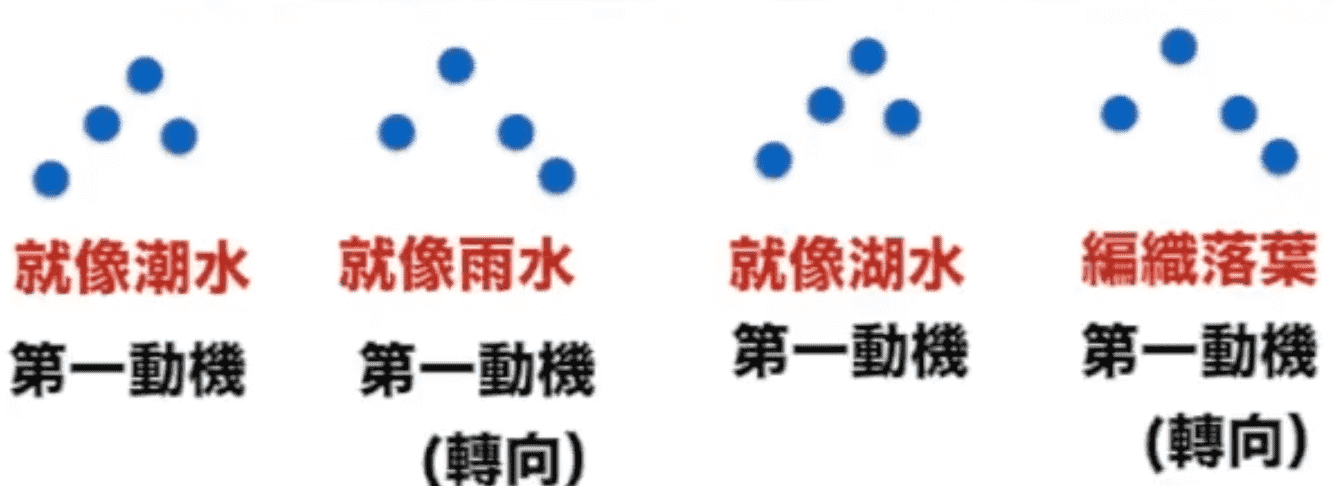 就像潮水 就像雨水 就像湖水 編織落葉
第一動機 第一動機 第一動機 第一動機
(轉向) (轉向)